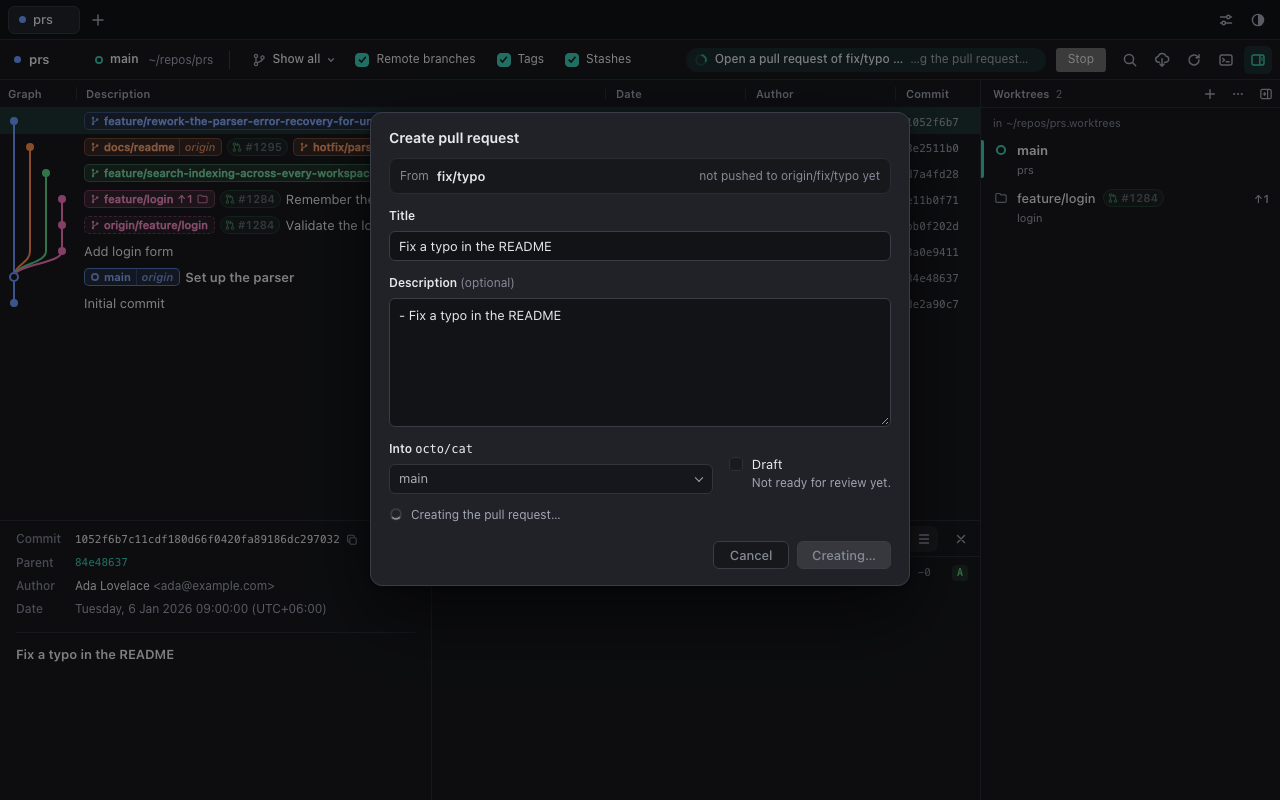 prs
prs
main ~/repos/prs
Show all
Remote branches
Tags
Stashes
Open a pull request of fix/typo ... ...g the pull request...
Stop
Graph
Description
Date
Author
Commit
Worktrees 2
feature/rework-the-parser-error-recovery-for-
1052f6b7
in ~/repos/prs.worktrees
docs/readme origin #1295
e2511b0
main
prs
feature/search-indexing-across-every-workspac
7a4fd28
feature/login ↑1 #1284 Remember the
e11b0f71
feature/login #1284 ↑1
login
origin/feature/login #1284 Validate the
b0f202d
Add login form
a0e9411
main origin Set up the parser
84e48637
Initial commit
e2a90c7
Create pull request
From fix/typo
not pushed to origin/fix/typo yet
Title
Fix a typo in the README
Description (optional)
- Fix a typo in the README
Into octo/cat
main
Draft
Not ready for review yet.
Creating the pull request...
Cancel
Creating...
Commit 1052f6b7c11cdf180d66f0420fa89186dc297032
Parent 84e48637
Author Ada Lovelace <ada@example.com>
Date Tuesday, 6 Jan 2026 09:00:00 (UTC+06:00)
−0 A
Fix a typo in the README